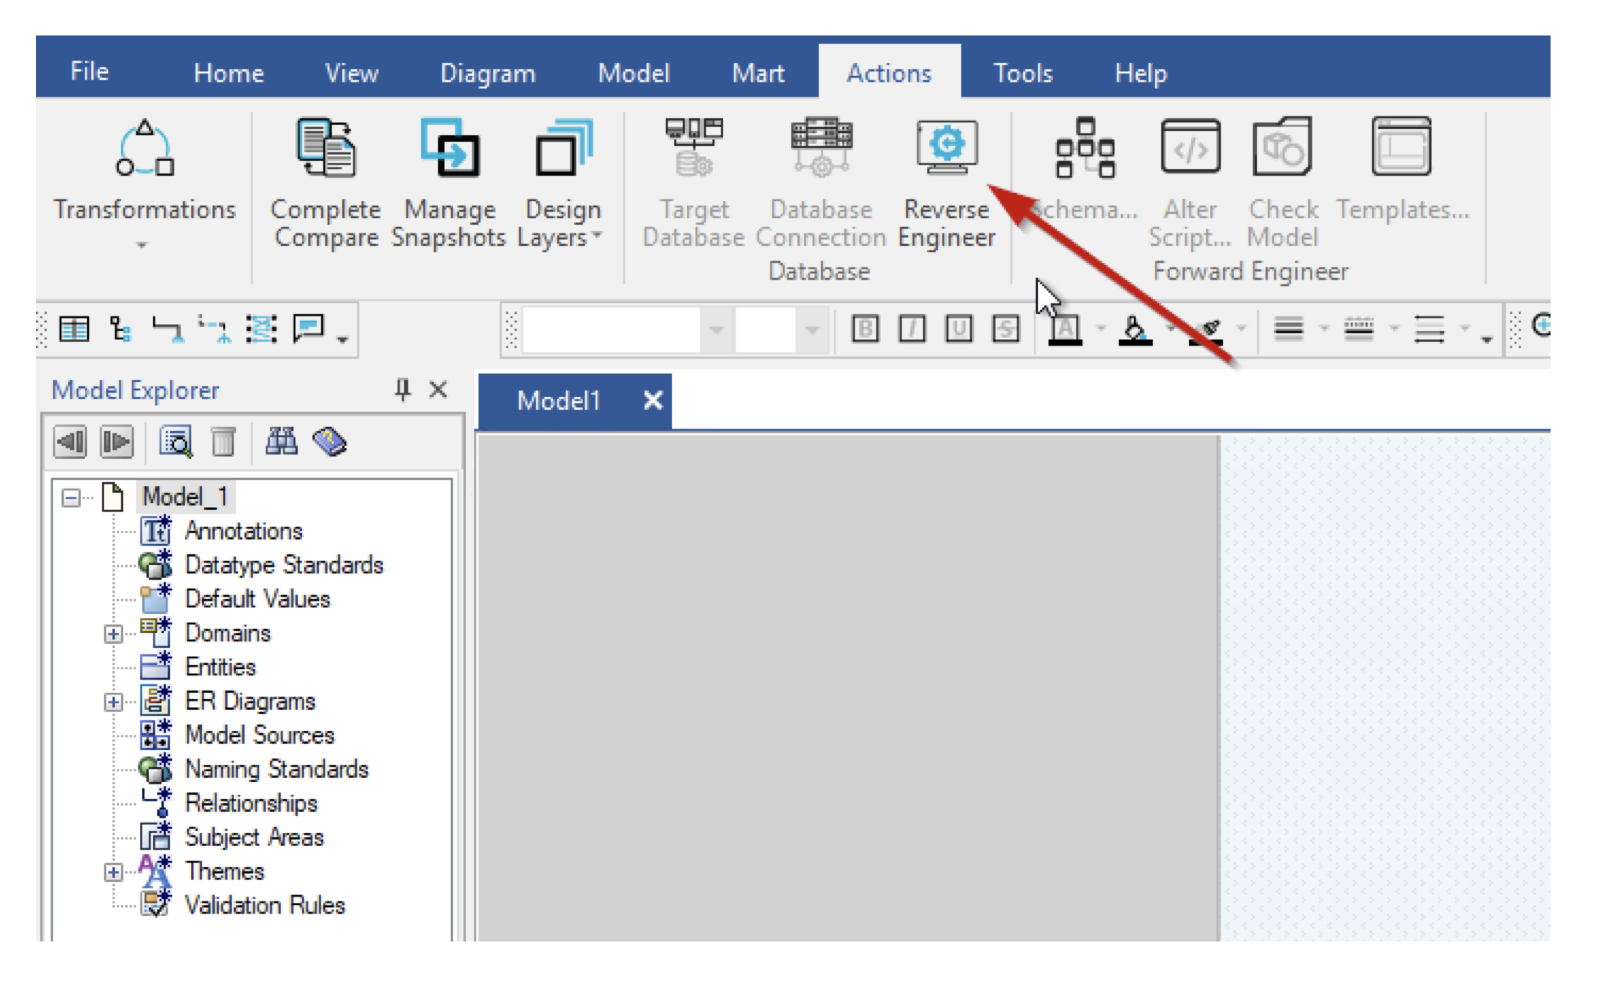 File Home View Diagram Model Mart Actions Tools Help
Transformations
Complete Compare
Manage Snapshots
Design Layers
Target Database
Database Connection
Reverse Engineer
Database
chema...
Alter Script...
Check Model
Templates...
Forward Engineer
B I U S A
Model Explorer
Model1
Model_1
Annotations
Datatype Standards
Default Values
Domains
Entities
ER Diagrams
Model Sources
Naming Standards
Relationships
Subject Areas
Themes
Validation Rules